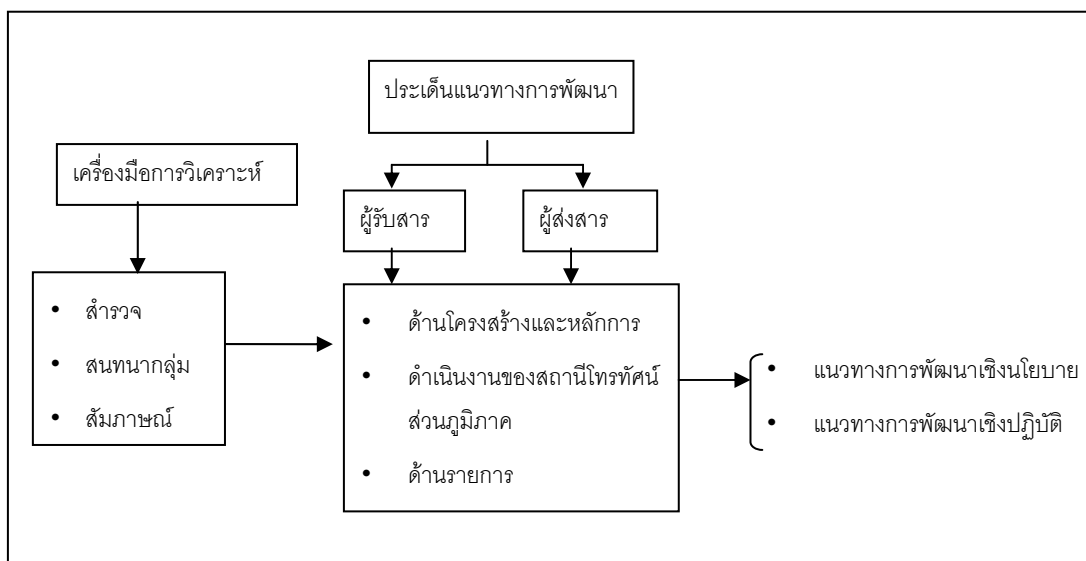 ประเด็นแนวทางการพัฒนา
เครื่องมือการวิเคราะห์
ผู้รับสาร
ผู้ส่งสาร
• สำรวจ
• สนทนากลุ่ม
• สัมภาษณ์
• ด้านโครงสร้างและหลักการ
• ดำเนินงานของสถานีโทรทัศน์
ส่วนภูมิภาค
• ด้านรายการ
• แนวทางการพัฒนาเชิงนโยบาย
• แนวทางการพัฒนาเชิงปฏิบัติ